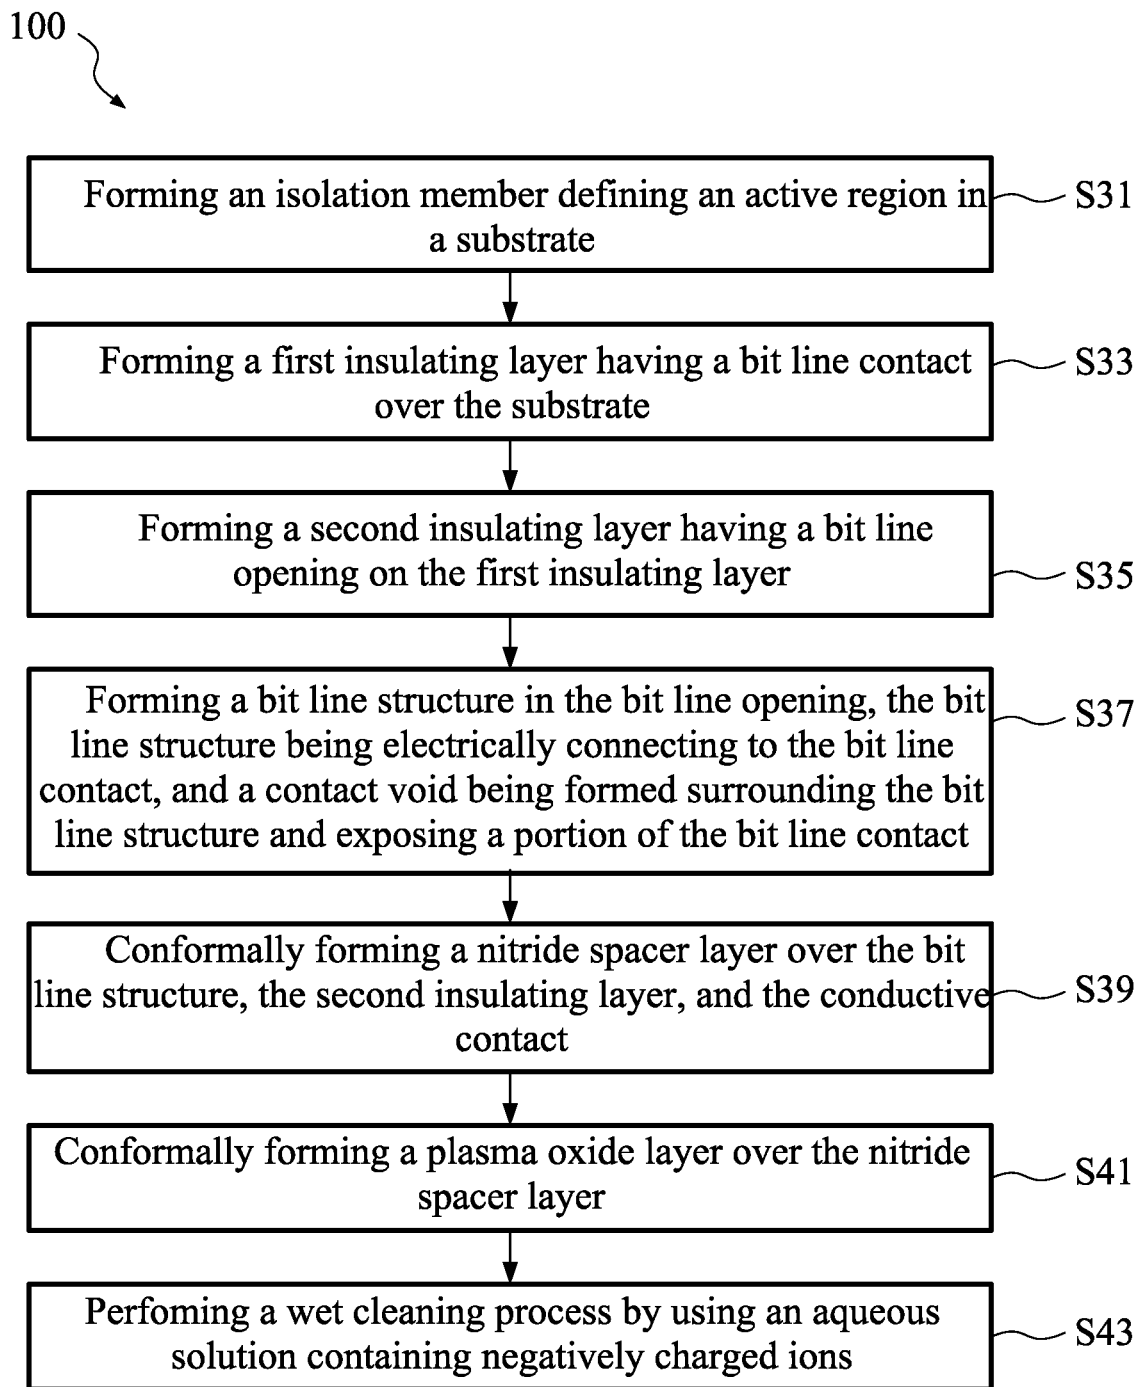 100
Forming an isolation member defining an active region in
a substrate
S31
Forming a first insulating layer having a bit line contact
over the substrate
S33
Forming a second insulating layer having a bit line
opening on the first insulating layer
S35
Forming a bit line structure in the bit line opening, the bit
line structure being electrically connecting to the bit line
contact, and a contact void being formed surrounding the bit
line structure and exposing a portion of the bit line contact
S37
Conformally forming a nitride spacer layer over the bit
line structure, the second insulating layer, and the conductive
contact
S39
Conformally forming a plasma oxide layer over the nitride
spacer layer
S41
Perfoming a wet cleaning process by using an aqueous
solution containing negatively charged ions
S43